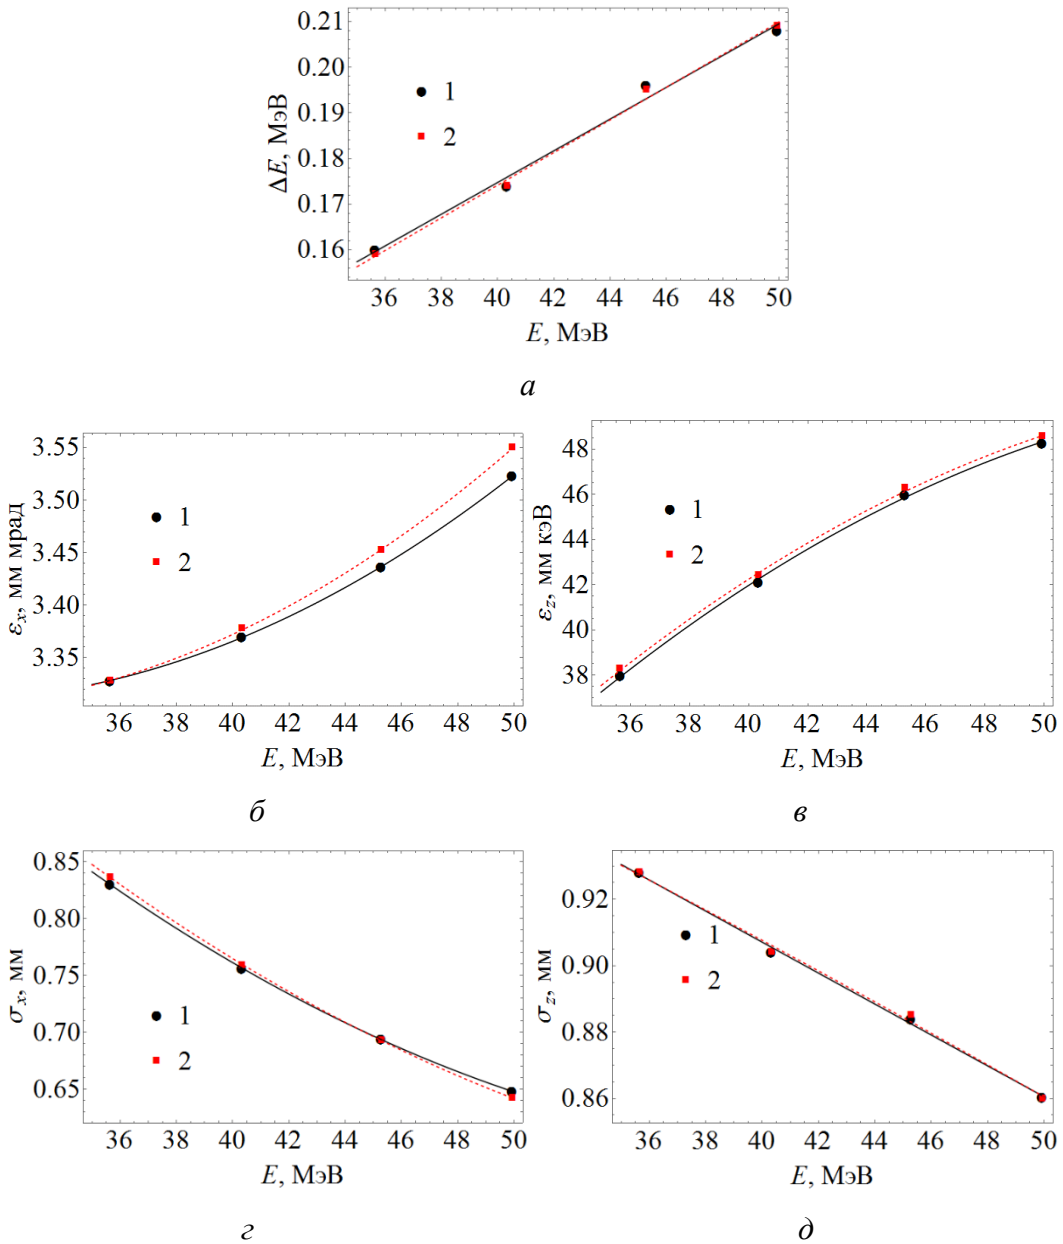 0.21
0.20
0.19
0.18
0.17
0.16
ΔE, МэВ
1
2
36 38 40 42 44 46 48 50
E, МэВ
а
3.55
3.50
3.45
3.40
3.35
εx, мм мрад
1
2
36 38 40 42 44 46 48 50
E, МэВ
б
48
46
44
42
40
38
εz, мм кэВ
1
2
36 38 40 42 44 46 48 50
E, МэВ
в
0.85
0.80
0.75
0.70
0.65
σx, мм
1
2
36 38 40 42 44 46 48 50
E, МэВ
г
0.92
0.90
0.88
0.86
σz, мм
1
2
36 38 40 42 44 46 48 50
E, МэВ
д